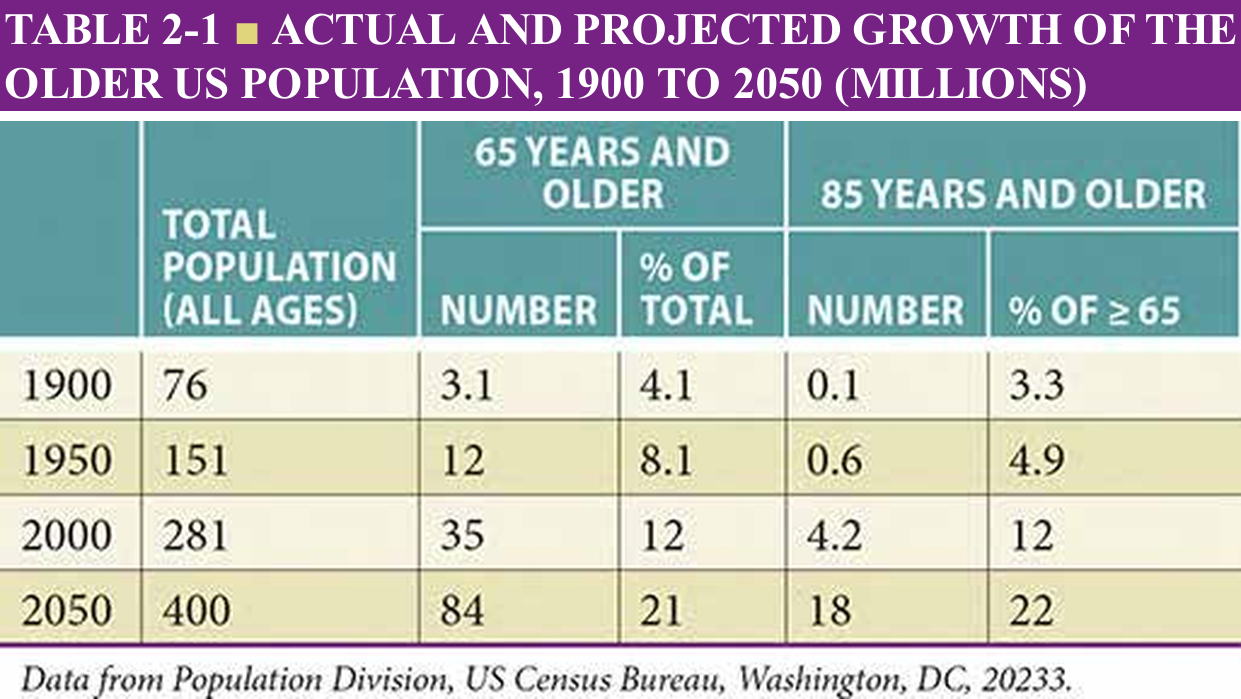 TABLE 2-1 ■ ACTUAL AND PROJECTED GROWTH OF THE
OLDER US POPULATION, 1900 TO 2050 (MILLIONS)
65 YEARS AND
OLDER
85 YEARS AND OLDER
TOTAL
POPULATION
(ALL AGES)
NUMBER
% OF
TOTAL
NUMBER
% OF ≥ 65
1900 76 3.1 4.1 0.1 3.3
1950 151 12 8.1 0.6 4.9
2000 281 35 12 4.2 12
2050 400 84 21 18 22
Data from Population Division, US Census Bureau, Washington, DC, 20233.